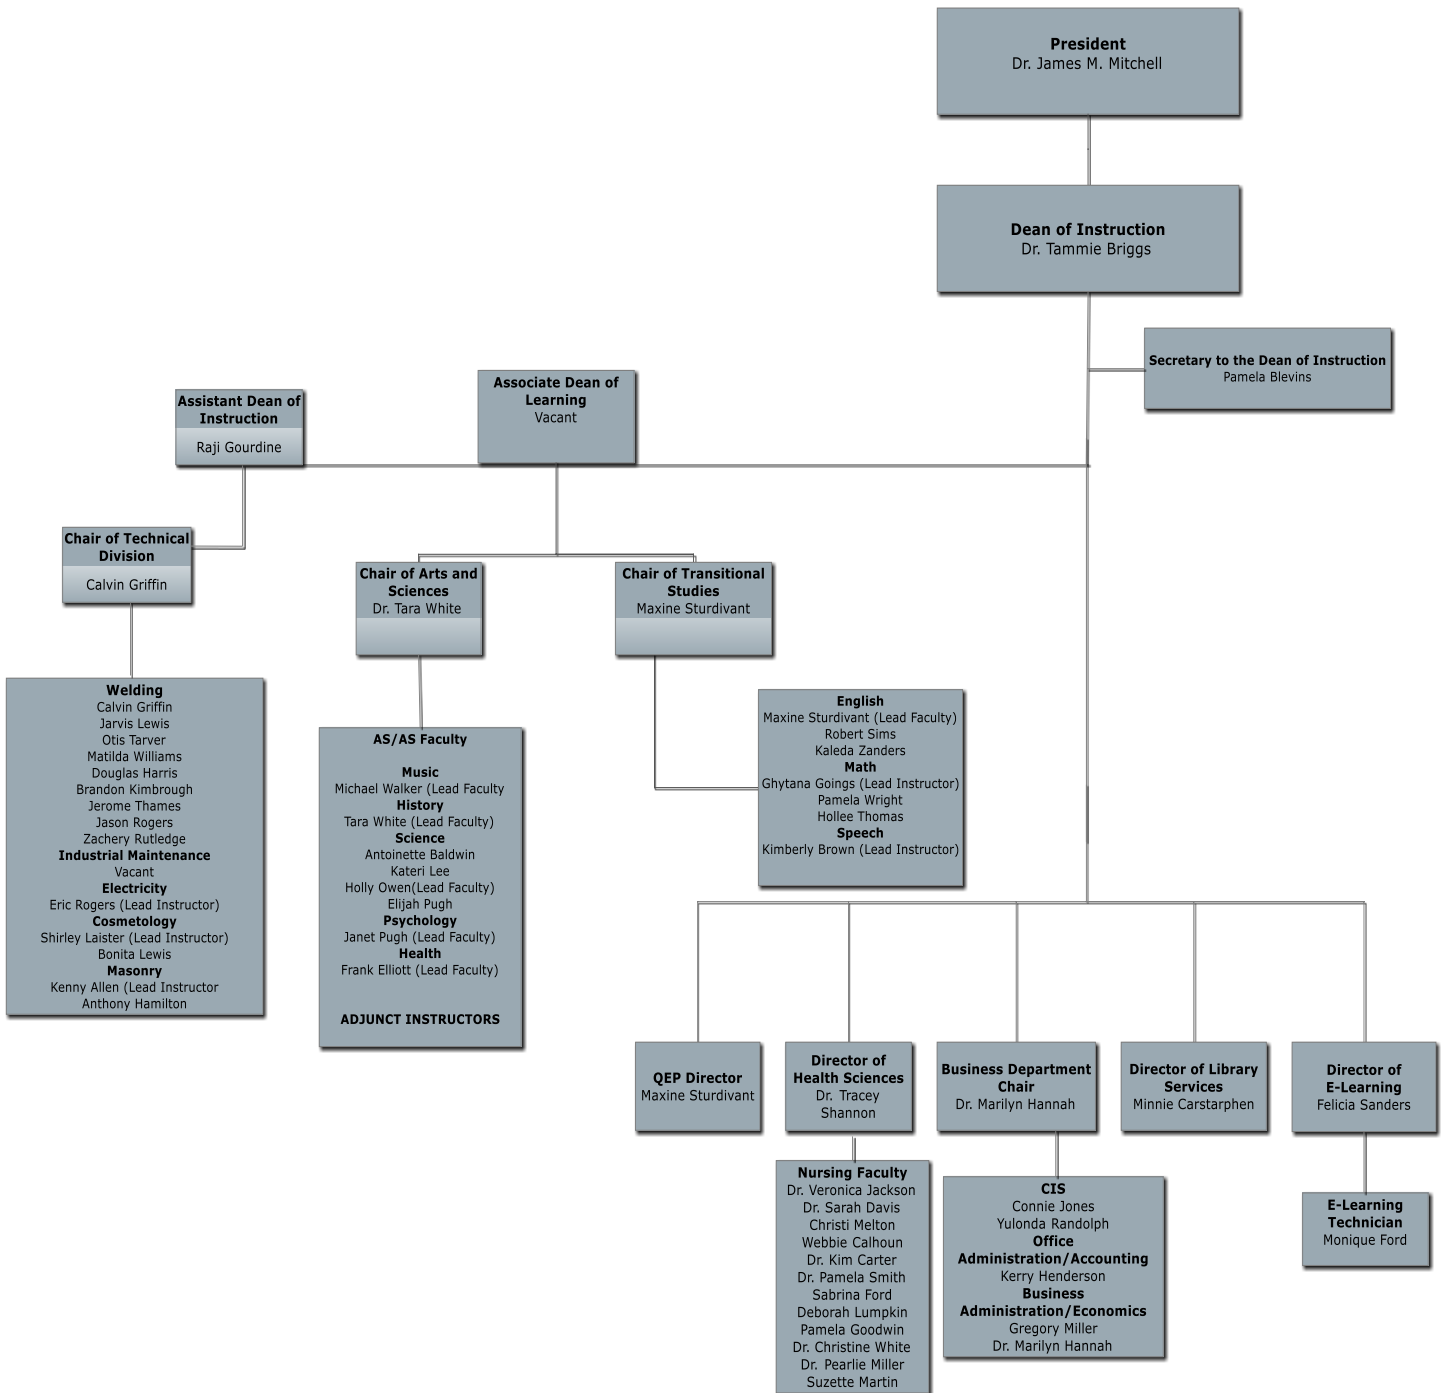 President
Dr. James M. Mitchell
Dean of Instruction
Dr. Tammie Briggs
Secretary to the Dean of Instruction
Pamela Blevins
Associate Dean of
Learning
Vacant
Assistant Dean of
Instruction
Raji Gourdine
Chair of Technical
Division
Calvin Griffin
Chair of Arts and
Sciences
Dr. Tara White
Chair of Transitional
Studies
Maxine Sturdivant
Welding
Calvin Griffin
Jarvis Lewis
Otis Tarver
Matilda Williams
Douglas Harris
Brandon Kimbrough
Jerome Thames
Jason Rogers
Zachery Rutledge
Industrial Maintenance
Vacant
Electricity
Eric Rogers (Lead Instructor)
Cosmetology
Shirley Laister (Lead Instructor)
Bonita Lewis
Masonry
Kenny Allen (Lead Instructor
Anthony Hamilton
AS/AS Faculty
Music
Michael Walker (Lead Faculty
History
Tara White (Lead Faculty)
Science
Antoinette Baldwin
Kateri Lee
Holly Owen(Lead Faculty)
Elijah Pugh
Psychology
Janet Pugh (Lead Faculty)
Health
Frank Elliott (Lead Faculty)
ADJUNCT INSTRUCTORS
English
Maxine Sturdivant (Lead Faculty)
Robert Sims
Kaleda Zanders
Math
Ghytana Goings (Lead Instructor)
Pamela Wright
Hollee Thomas
Speech
Kimberly Brown (Lead Instructor)
QEP Director
Maxine Sturdivant
Director of
Health Sciences
Dr. Tracey
Shannon
Business Department
Chair
Dr. Marilyn Hannah
Director of Library
Services
Minnie Carstarphen
Director of
E-Learning
Felicia Sanders
Nursing Faculty
Dr. Veronica Jackson
Dr. Sarah Davis
Christi Melton
Webbie Calhoun
Dr. Kim Carter
Dr. Pamela Smith
Sabrina Ford
Deborah Lumpkin
Pamela Goodwin
Dr. Christine White
Dr. Pearlie Miller
Suzette Martin
CIS
Connie Jones
Yulonda Randolph
Office
Administration/Accounting
Kerry Henderson
Business
Administration/Economics
Gregory Miller
Dr. Marilyn Hannah
E-Learning
Technician
Monique Ford